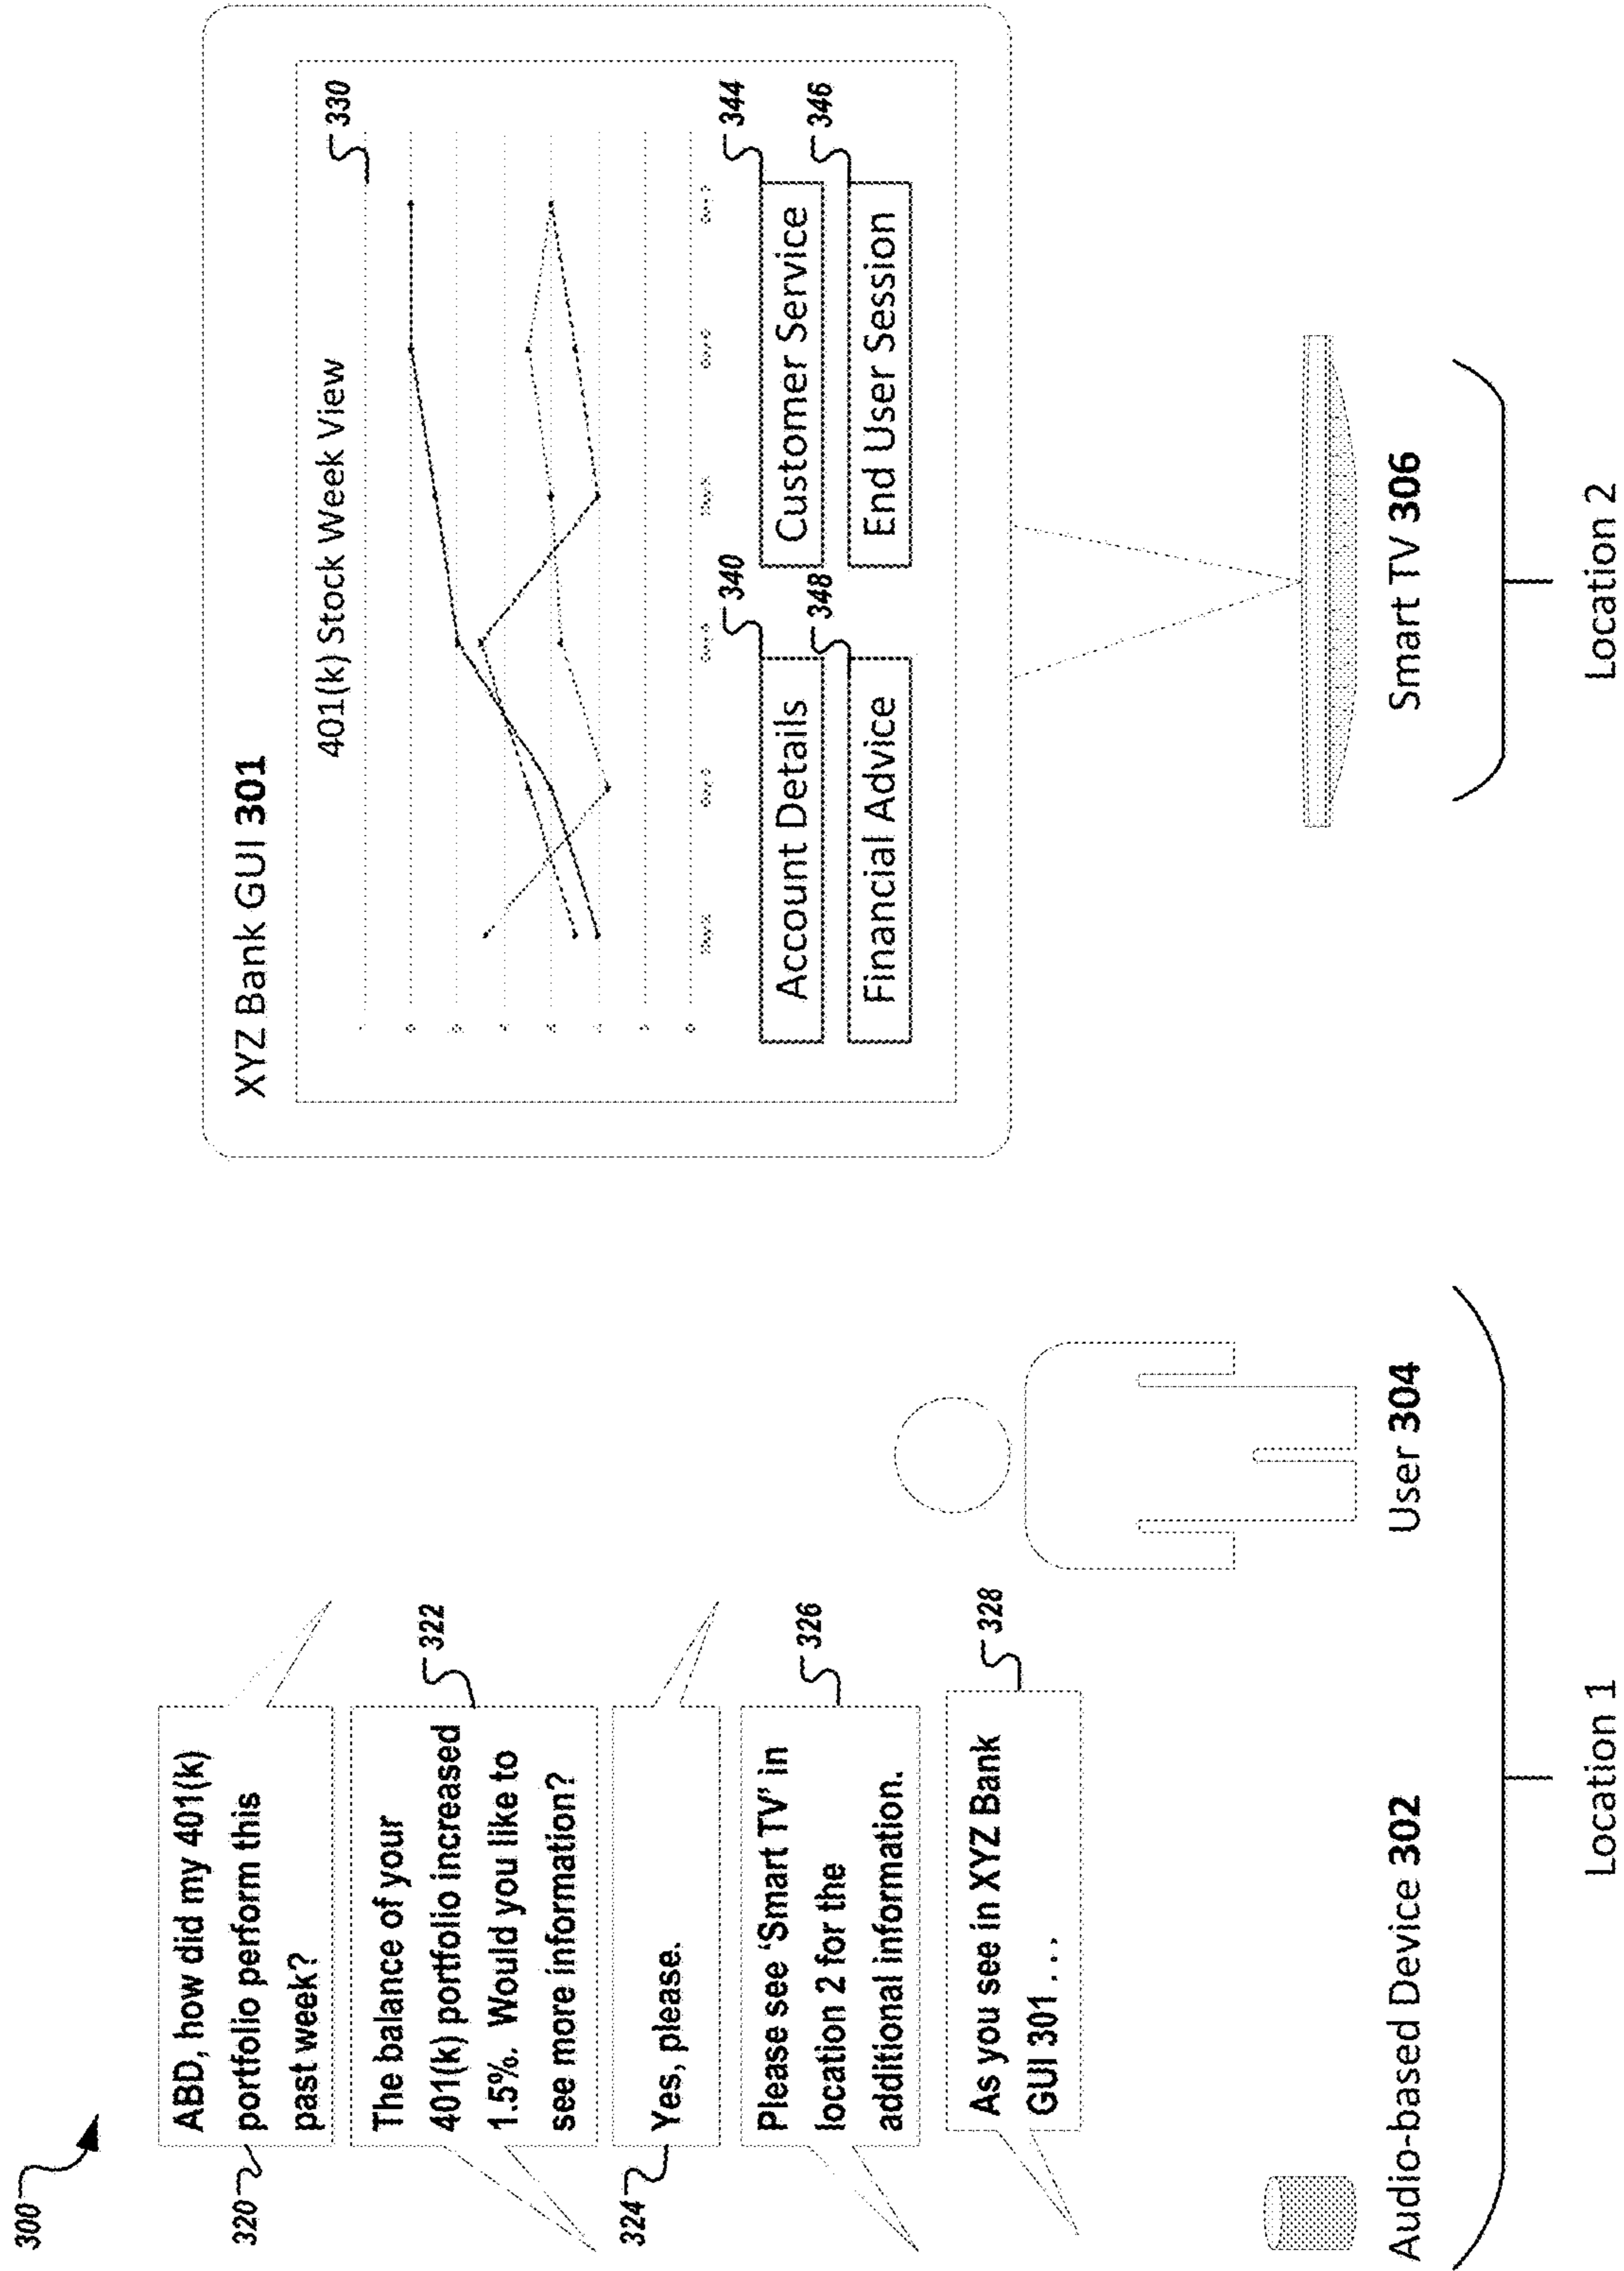 300
320
ABD, how did my 401(k)
portfolio perform this
past week?
322
The balance of your
401(k) portfolio increased
1.5%. Would you like to
see more information?
324
Yes, please.
326
Please see ‘Smart TV’ in
location 2 for the
additional information.
328
As you see in XYZ Bank
GUI 301…
Audio-based Device 302
User 304
Location 1
XYZ Bank GUI 301
401(k) Stock Week View
330
340
Account Details
344
Customer Service
348
Financial Advice
346
End User Session
Smart TV 306
Location 2